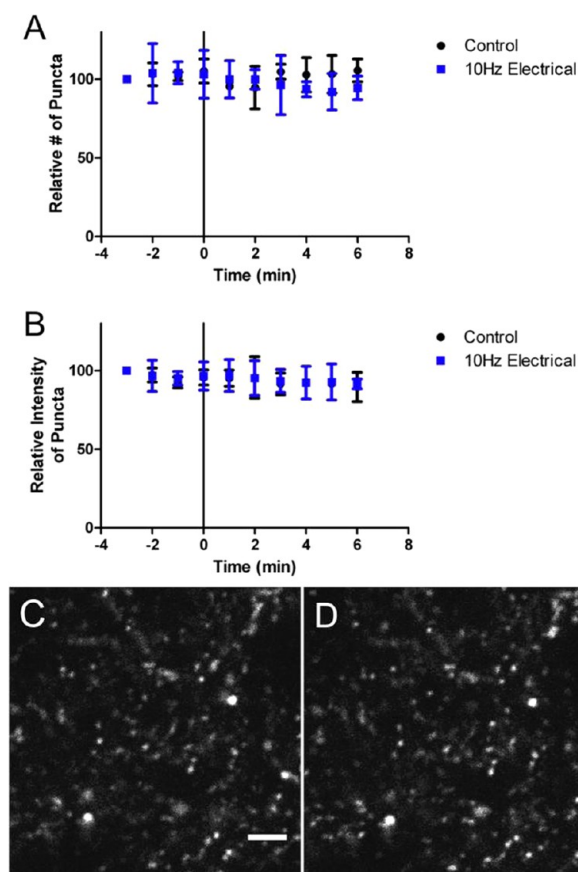 A
Control
10Hz Electrical
Relative # of Puncta
100
50
0
-4 -2 0 2 4 6 8
Time (min)
B
Control
10Hz Electrical
Relative Intensity
of Puncta
100
50
0
-4 -2 0 2 4 6 8
Time (min)
C D